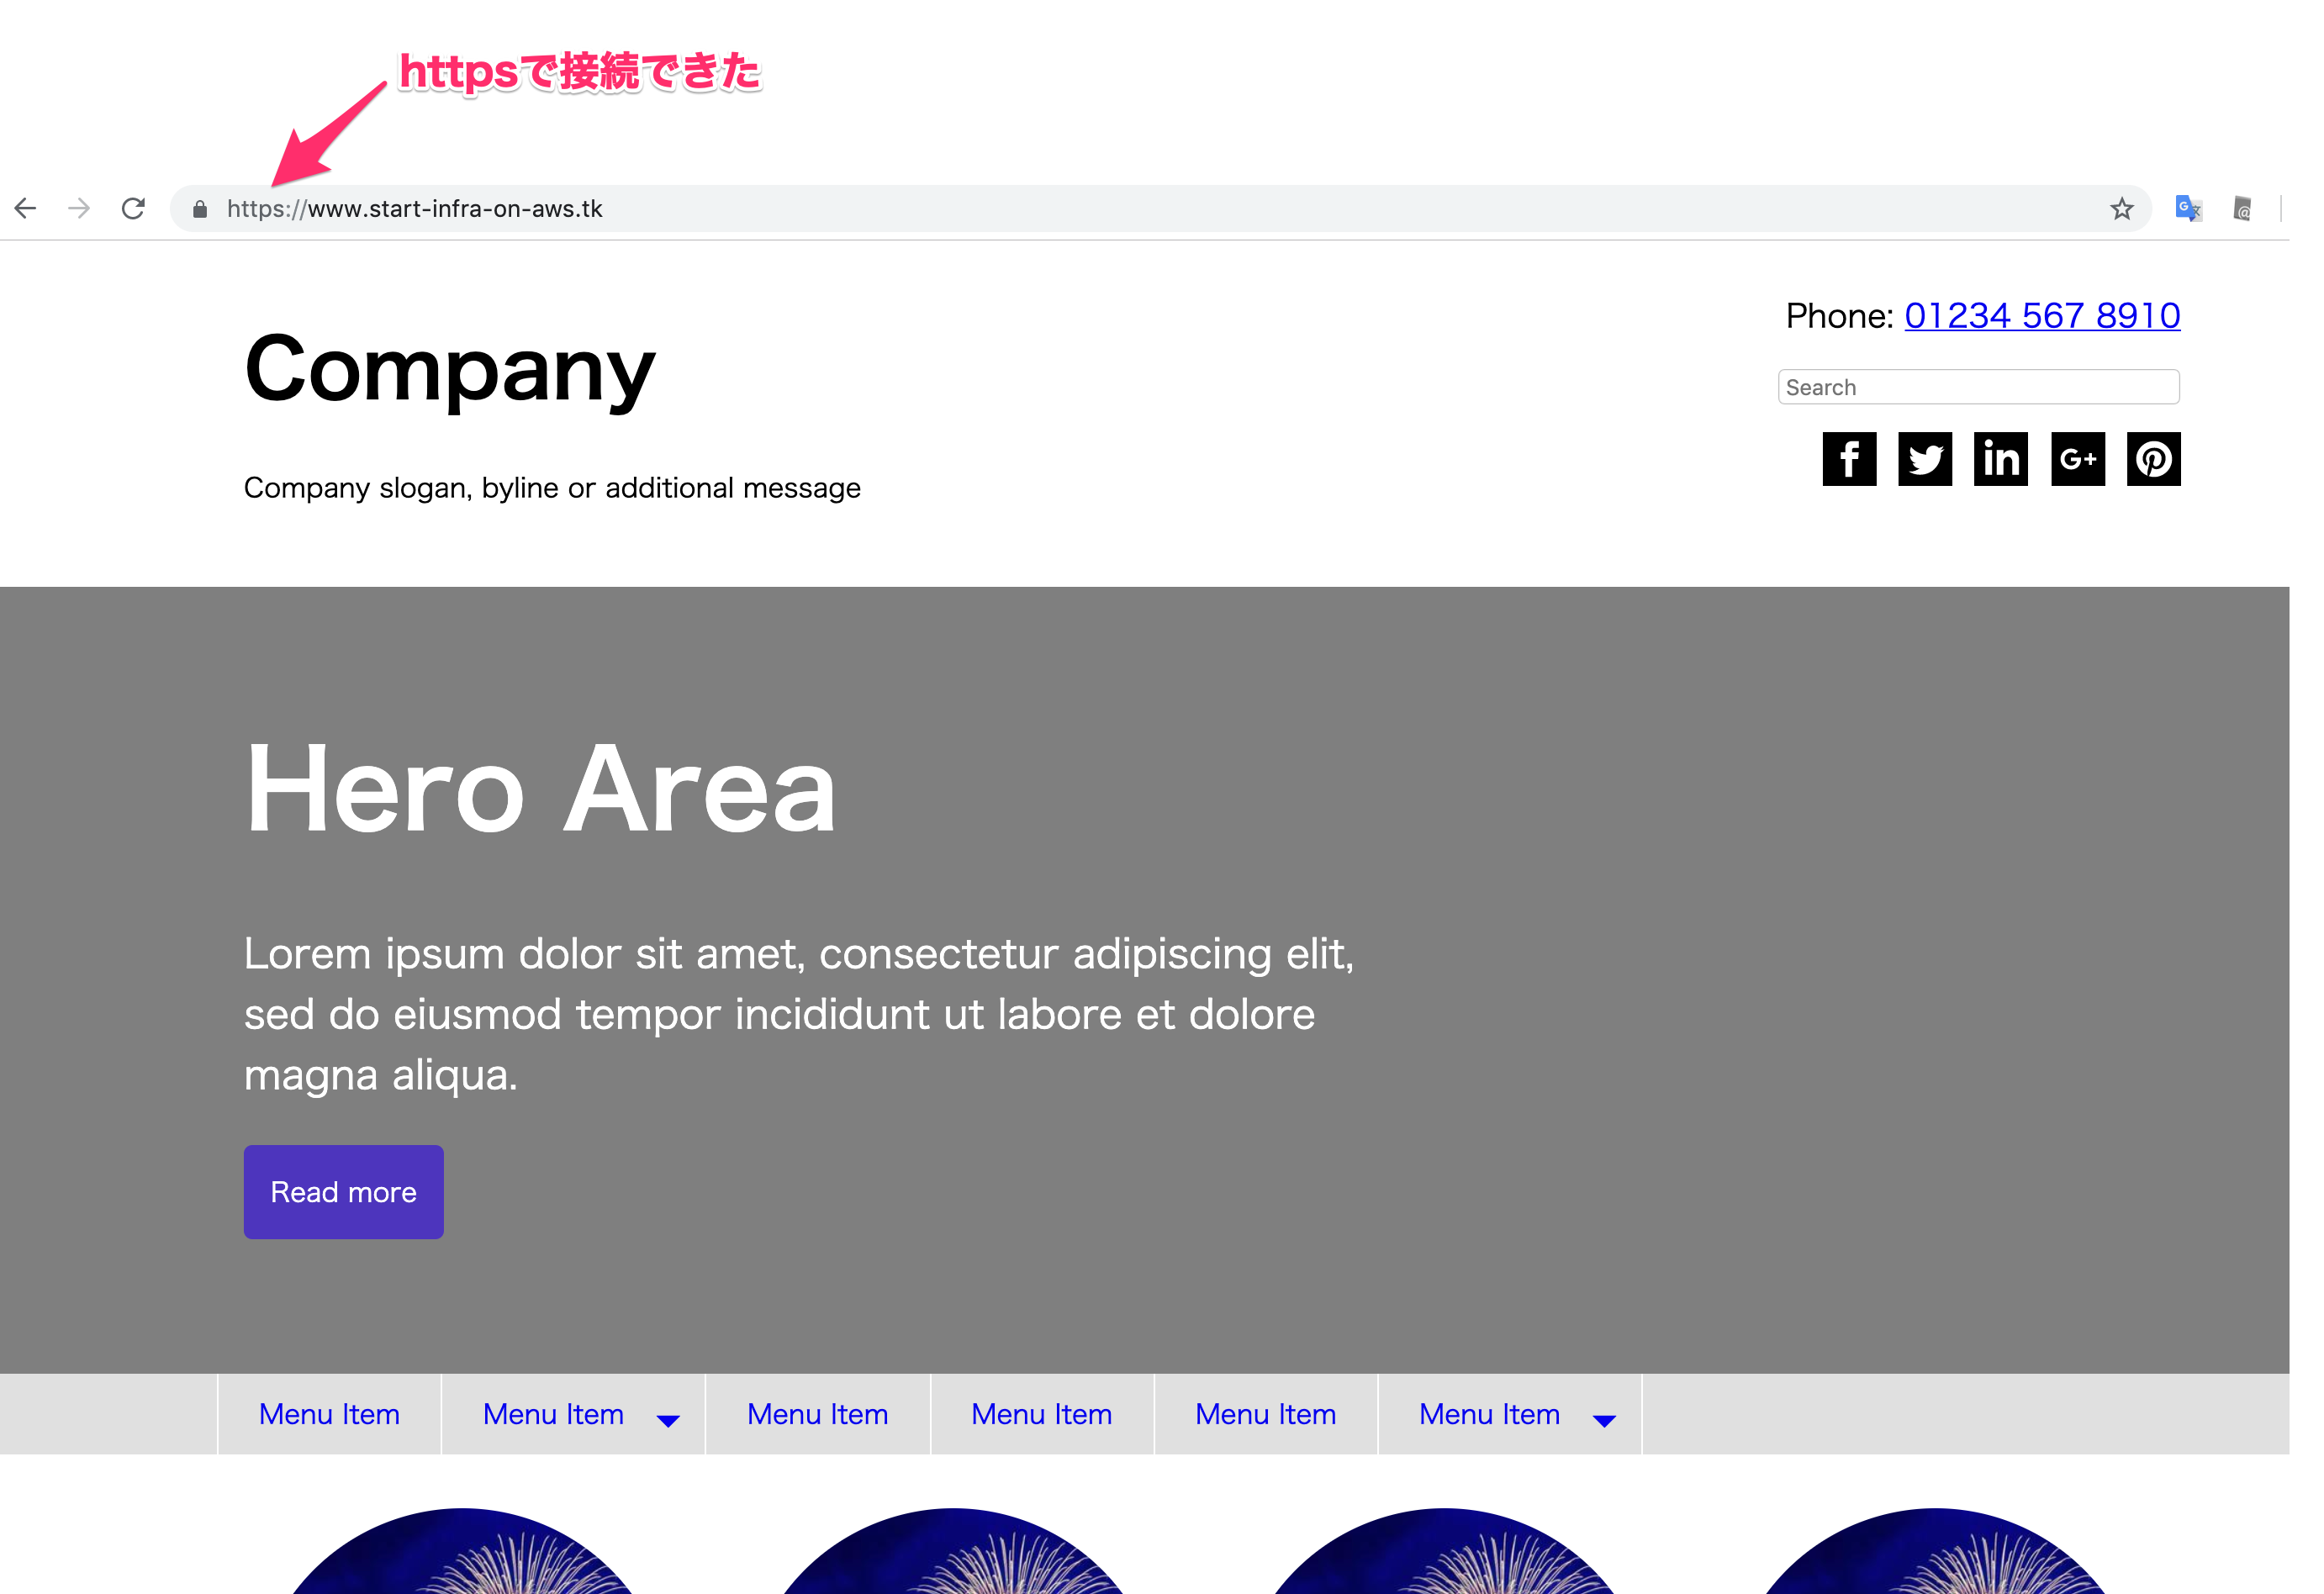 httpsで接続できた
https://www.start-infra-on-aws.tk
Phone: 01234 567 8910
Company
Search
Company slogan, byline or additional message
Hero Area
Lorem ipsum dolor sit amet, consectetur adipiscing elit,
sed do eiusmod tempor incididunt ut labore et dolore
magna aliqua.
Read more
Menu Item Menu Item Menu Item Menu Item Menu Item Menu Item